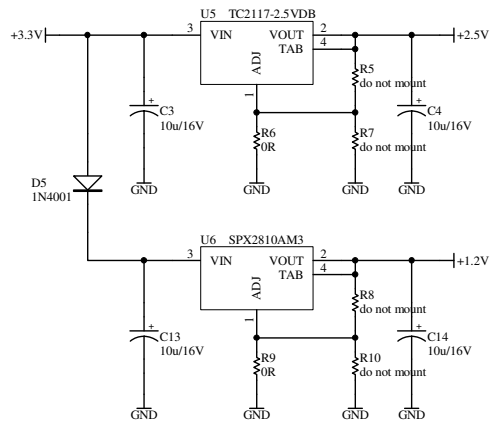 U5 TC2117-2.5VDB
+3.3V
3
VIN
VOUT
2
+2.5V
TAB
4
ADJ
1
R5
do not mount
C3
10u/16V
R6
0R
R7
do not mount
C4
10u/16V
GND
GND
GND
GND
D5
1N4001
U6 SPX2810AM3
3
VIN
VOUT
2
+1.2V
TAB
4
ADJ
1
R8
do not mount
C13
10u/16V
R9
0R
R10
do not mount
C14
10u/16V
GND
GND
GND
GND